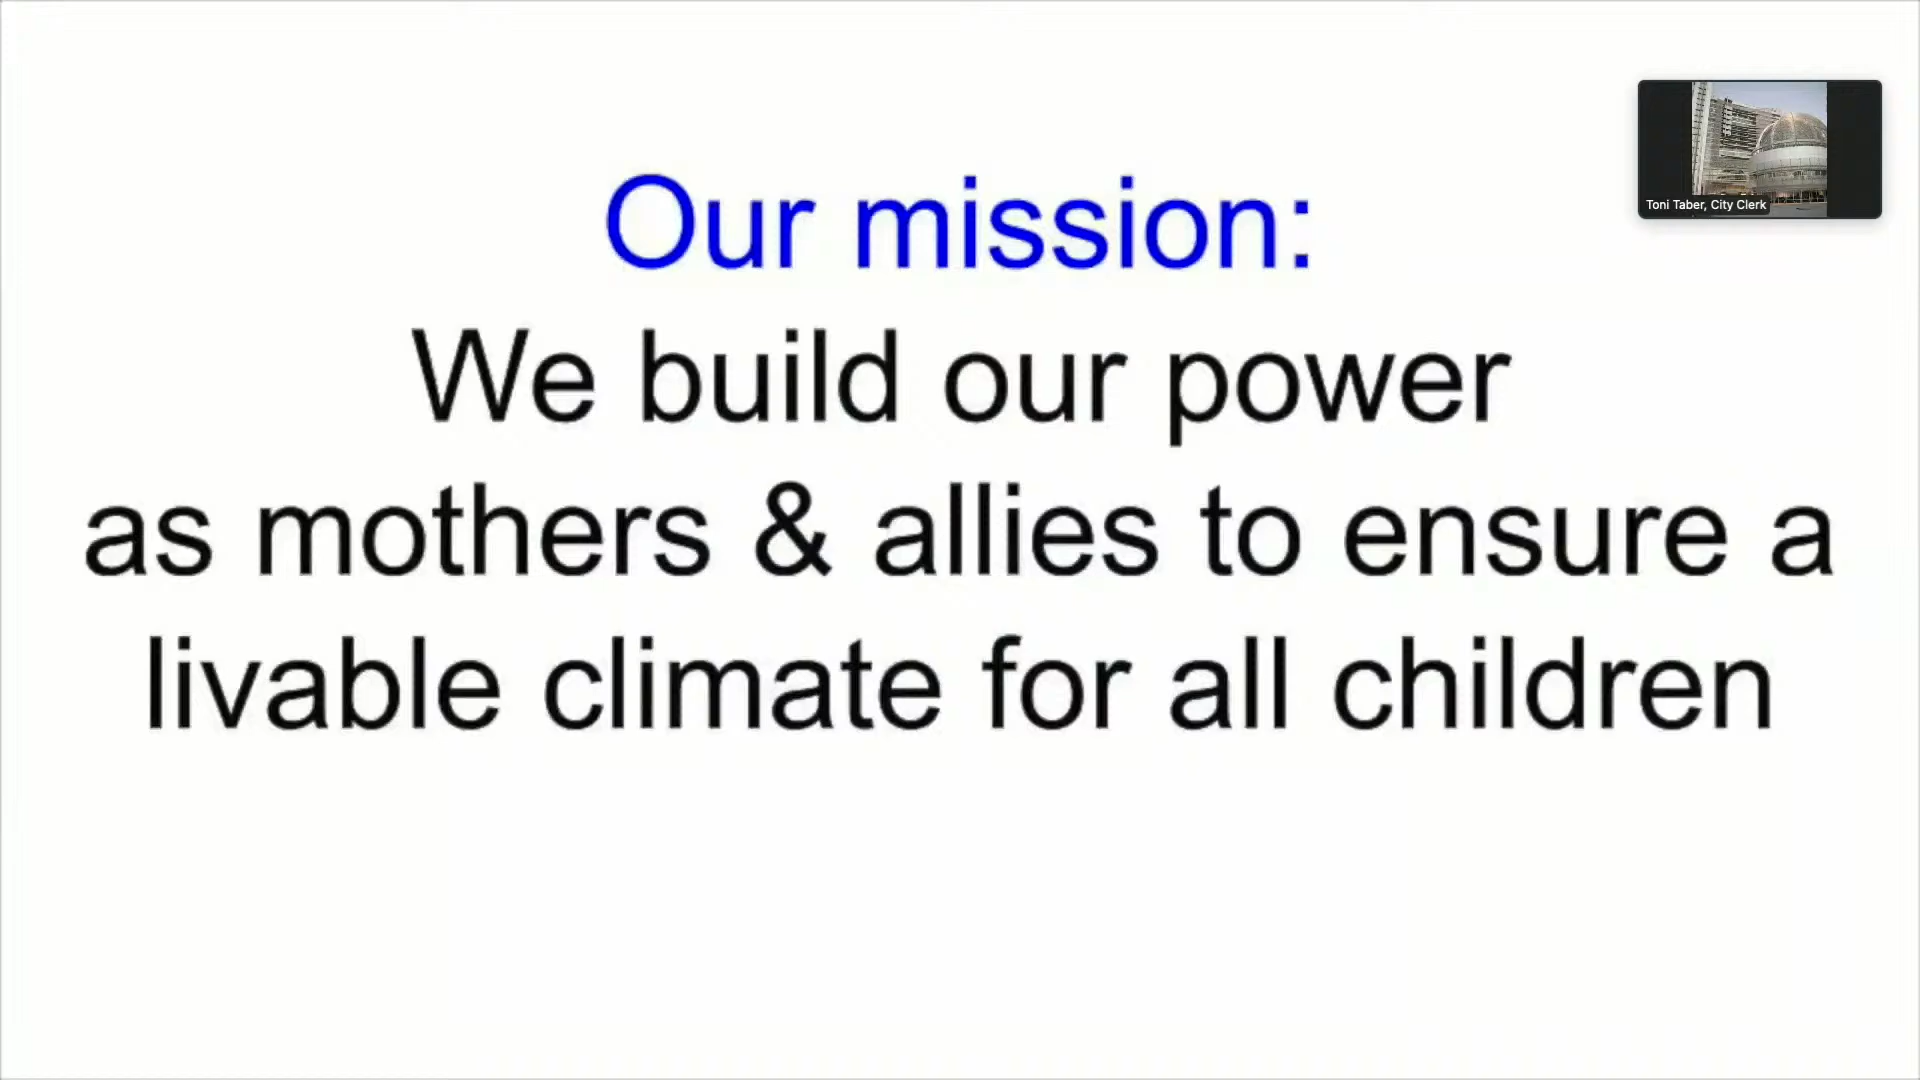 Our mission:
We build our power
as mothers & allies to ensure a
livable climate for all children
Toni Taber, City Clerk